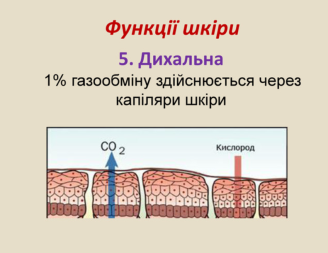 Функції шкіри
5. Дихальна
1% газообміну здійснюється через
капіляри шкіри
CO2
Кислород